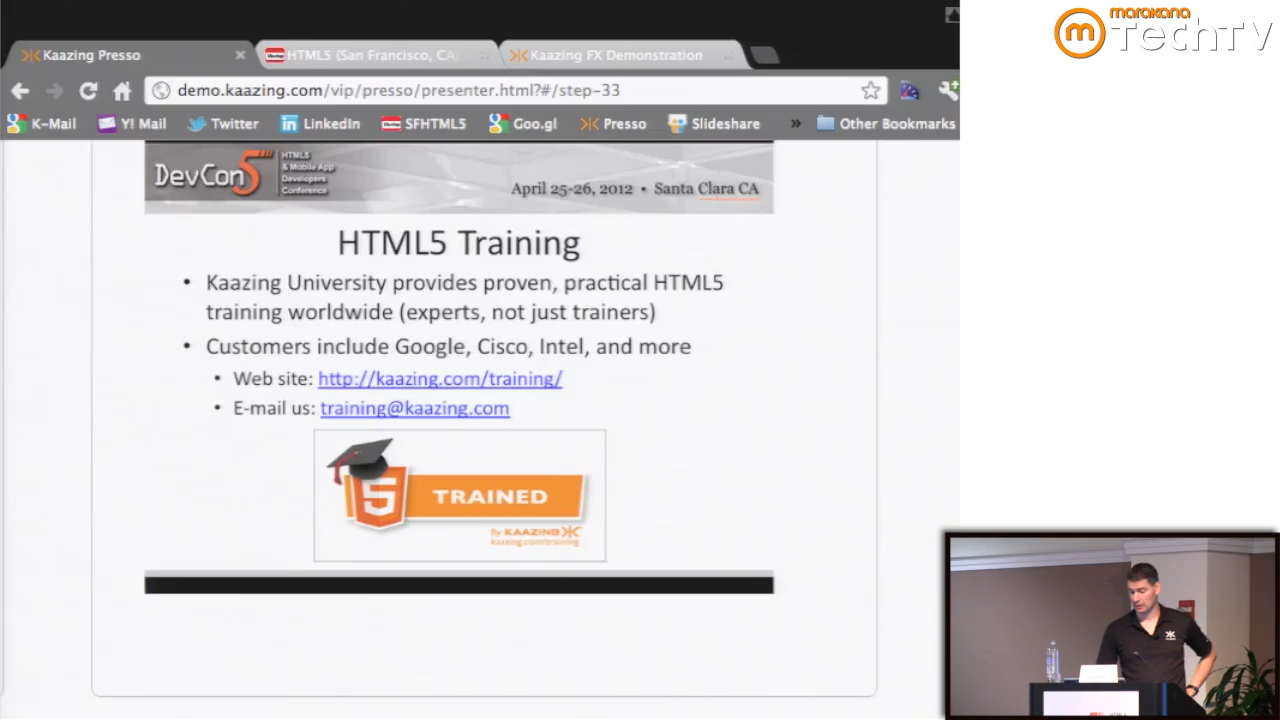 marakana
TechTV
Kaazing Presso
HTML5 (San Francisco, CA)
Kaazing FX Demonstration
demo.kaazing.com/vip/presso/presenter.html?#/step-33
K-Mail
Y! Mail
Twitter
LinkedIn
SFHTML5
Goo.gl
Presso
Slideshare
»
Other Bookmarks
DevCon5
HTML5
& Mobile App
Developers
Conference
April 25-26, 2012 • Santa Clara CA
HTML5 Training
• Kaazing University provides proven, practical HTML5
training worldwide (experts, not just trainers)
• Customers include Google, Cisco, Intel, and more
• Web site: http://kaazing.com/training/
• E-mail us: training@kaazing.com
5 TRAINED
By KAAZING
kaazing.com/training